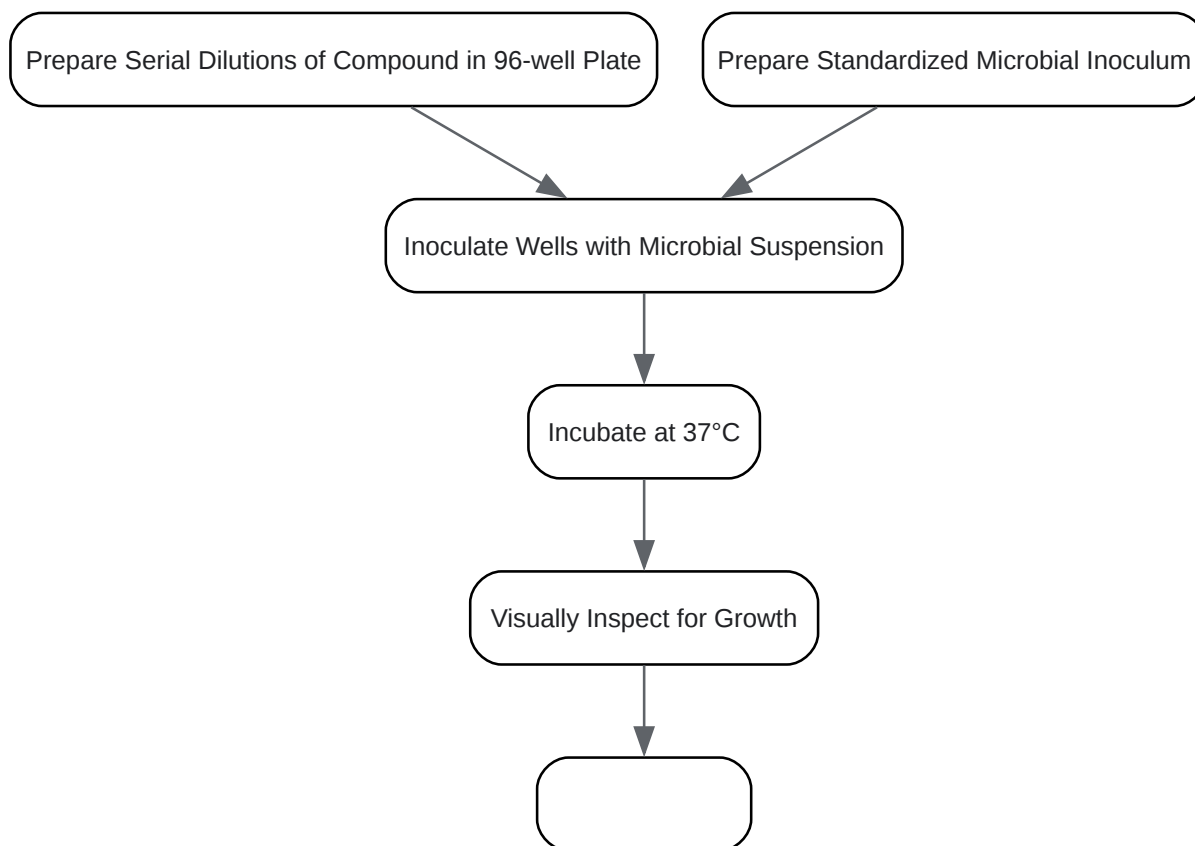 Prepare Serial Dilutions of Compound in 96-well Plate
Prepare Standardized Microbial Inoculum
Inoculate Wells with Microbial Suspension
Incubate at 37°C
Visually Inspect for Growth